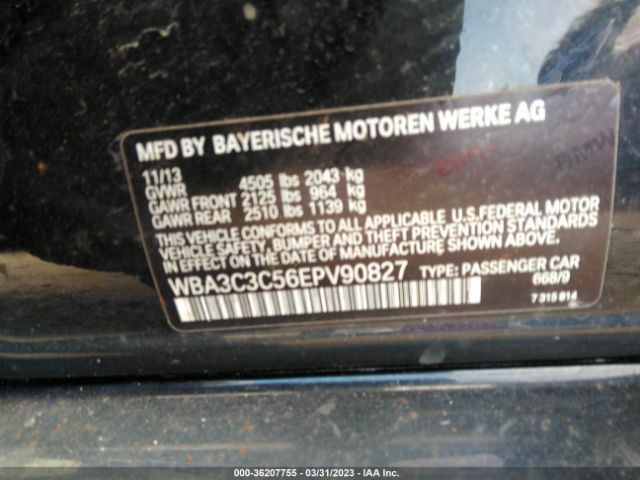 MFD BY BAYERISCHE MOTOREN WERKE AG
11/13
GVWR 4505 lbs 2043 kg
GAWR FRONT 2125 lbs 964 kg
GAWR REAR 2510 lbs 1139 kg
THIS VEHICLE CONFORMS TO ALL APPLICABLE U.S.FEDERAL MOTOR
VEHICLE SAFETY, BUMPER AND THEFT PREVENTION STANDARDS
IN EFFECT ON THE DATE OF MANUFACTURE SHOWN ABOVE.
WBA3C3C56EPV90827 TYPE: PASSENGER CAR
668/9
7 315 814
000-36207755 - 03/31/2023 - IAA Inc.